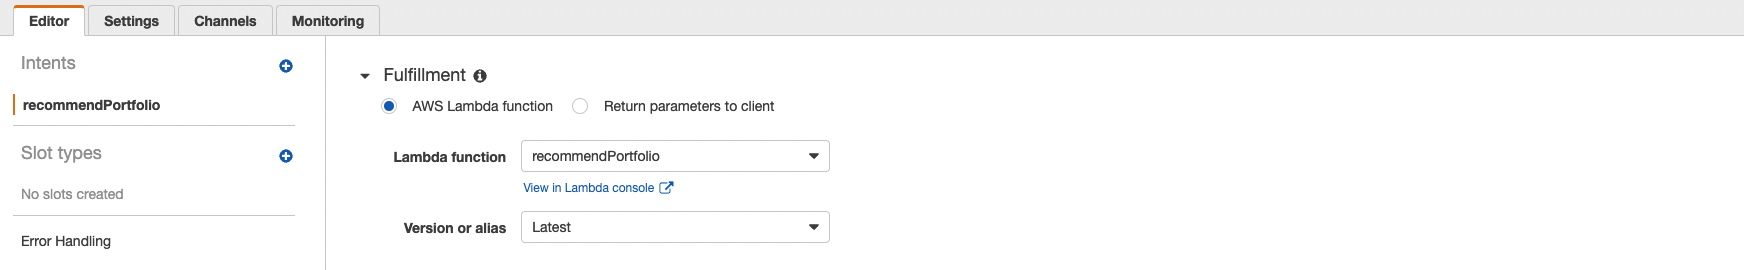 Editor
Settings
Channels
Monitoring
Intents
recommendPortfolio
Slot types
No slots created
Error Handling
Fulfillment
AWS Lambda function
Return parameters to client
Lambda function
recommendPortfolio
View in Lambda console
Version or alias
Latest